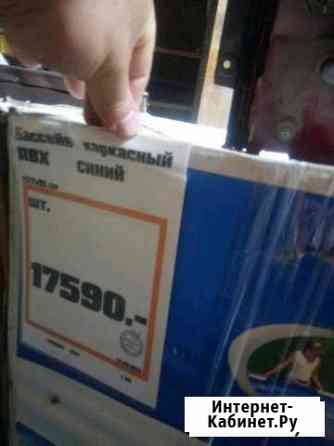 Бассейн каркасный
ПВХ синий
шт.
17590,-
Интернет-
Кабинет.Ру